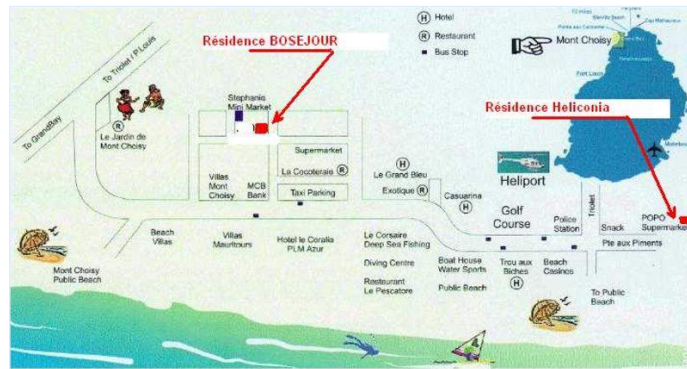 Ⓗ Hotel
Ⓡ Restaurant
Bus Stop
Résidence BOSEJOUR
Mont Choisy
Résidence Heliconia
To Triolet / P.Louis
To GrandBay
Stephanis
Mini Market
Ⓡ
Le Jardin de
Mont Choisy
Supermarket
La Cocoteraie Ⓡ
Taxi Parking
Villas
Mont
Choisy
MCB
Bank
Ⓗ
Le Grand Bleu
Exotique Ⓡ
Casuarina
Ⓗ
Heliport
Golf
Course
Police
Station
Triolet
Snack
POPO
Supermarke
Pte aux Piments
Beach
Villas
Villas
Mauritours
Hotel le Coralia
PLM Azur
Le Corsaire
Deep Sea Fishing
Diving Centre
Restaurant
Le Pescatore
Boat House
Water Sports
Public Beach
Trou aux
Biches
Ⓗ
Beach
Casinos
To Public
Beach
Mont Choisy
Public Beach